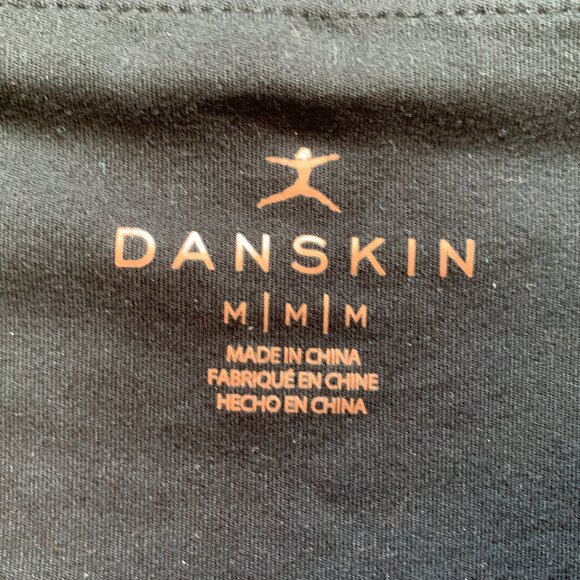 DANSKIN
M|M|M
MADE IN CHINA
FABRIQUÉ EN CHINE
HECHO EN CHINA